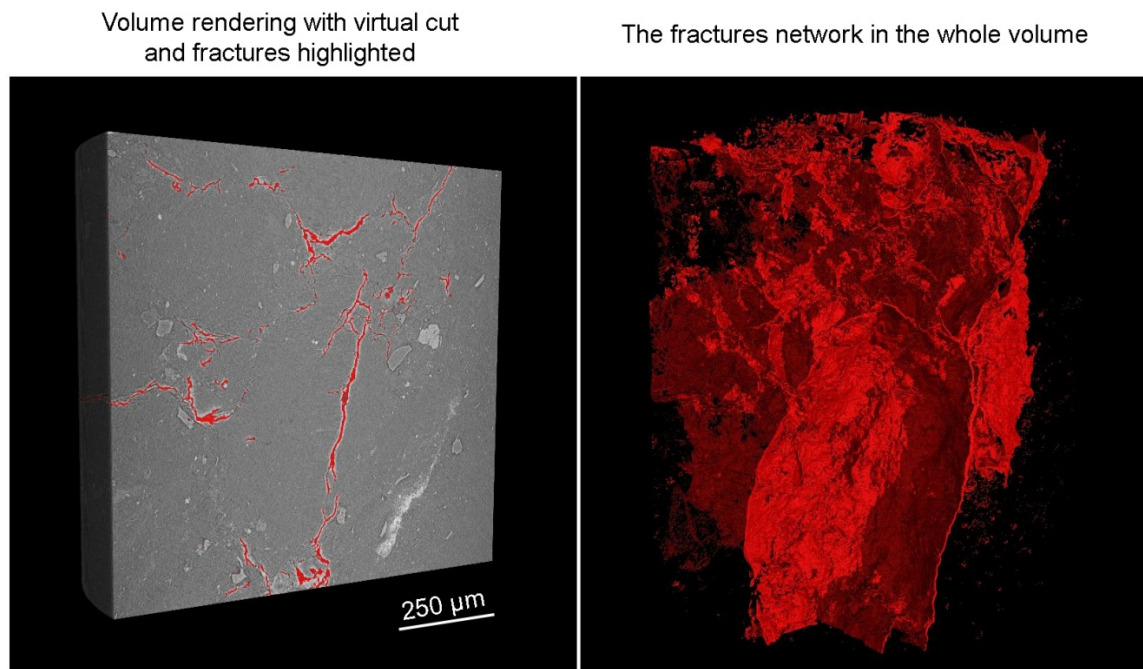 Volume rendering with virtual cut
and fractures highlighted
The fractures network in the whole volume
250 µm